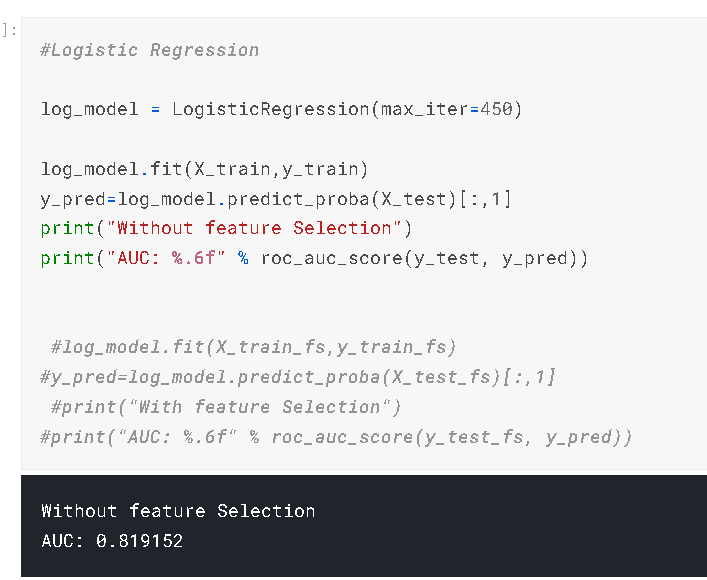 ]:
#Logistic Regression
log_model = LogisticRegression(max_iter=450)
log_model.fit(X_train,y_train)
y_pred=log_model.predict_proba(X_test)[:,1]
print("Without feature Selection")
print("AUC: %.6f" % roc_auc_score(y_test, y_pred))
#log_model.fit(X_train_fs,y_train_fs)
#y_pred=log_model.predict_proba(X_test_fs)[:,1]
#print("With feature Selection")
#print("AUC: %.6f" % roc_auc_score(y_test_fs, y_pred))
Without feature Selection
AUC: 0.819152